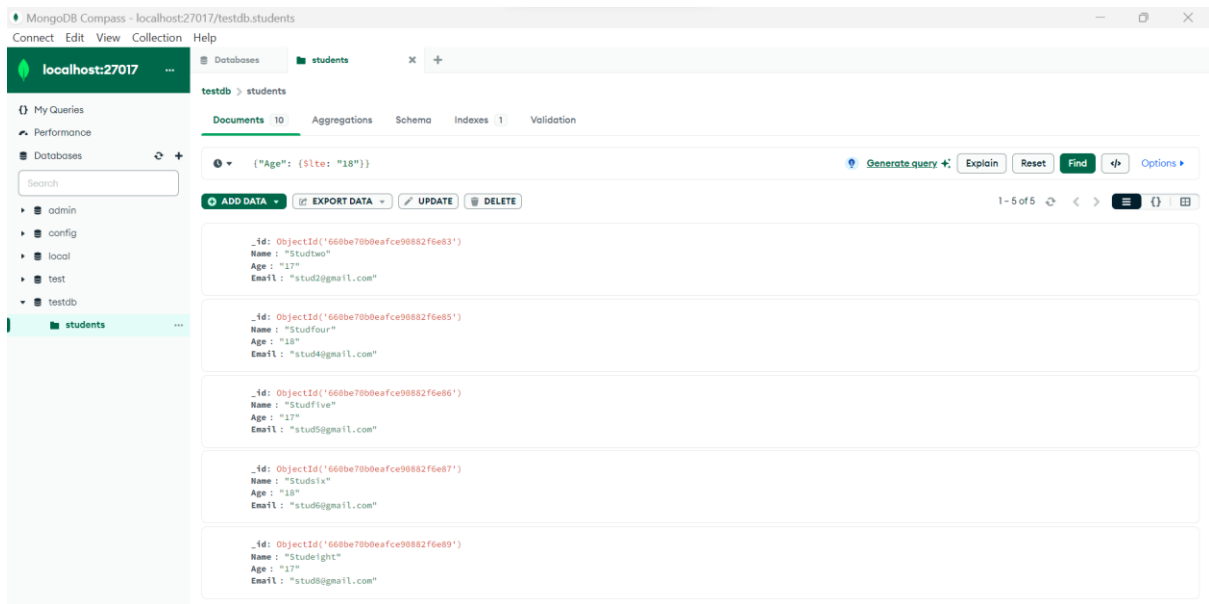 MongoDB Compass - localhost:27017/testdb.students
Connect Edit View Collection Help
localhost:27017 ...
{} My Queries
Performance
Databases
Search
admin
config
local
test
testdb
students ...
Databases
students
testdb > students
Documents 10 Aggregations Schema Indexes 1 Validation
{"Age": {$lte: "18"}}
Generate query Explain Reset Find </> Options
ADD DATA EXPORT DATA UPDATE DELETE
1 – 5 of 5 {}
_id: ObjectId('660be70b0eafce90882f6e83')
Name : "Studtwo"
Age : "17"
Email : "stud2@gmail.com"
_id: ObjectId('660be70b0eafce90882f6e85')
Name : "Studfour"
Age : "18"
Email : "stud4@gmail.com"
_id: ObjectId('660be70b0eafce90882f6e86')
Name : "Studfive"
Age : "17"
Email : "stud5@gmail.com"
_id: ObjectId('660be70b0eafce90882f6e87')
Name : "Studsix"
Age : "18"
Email : "stud6@gmail.com"
_id: ObjectId('660be70b0eafce90882f6e89')
Name : "Studeight"
Age : "17"
Email : "stud8@gmail.com"